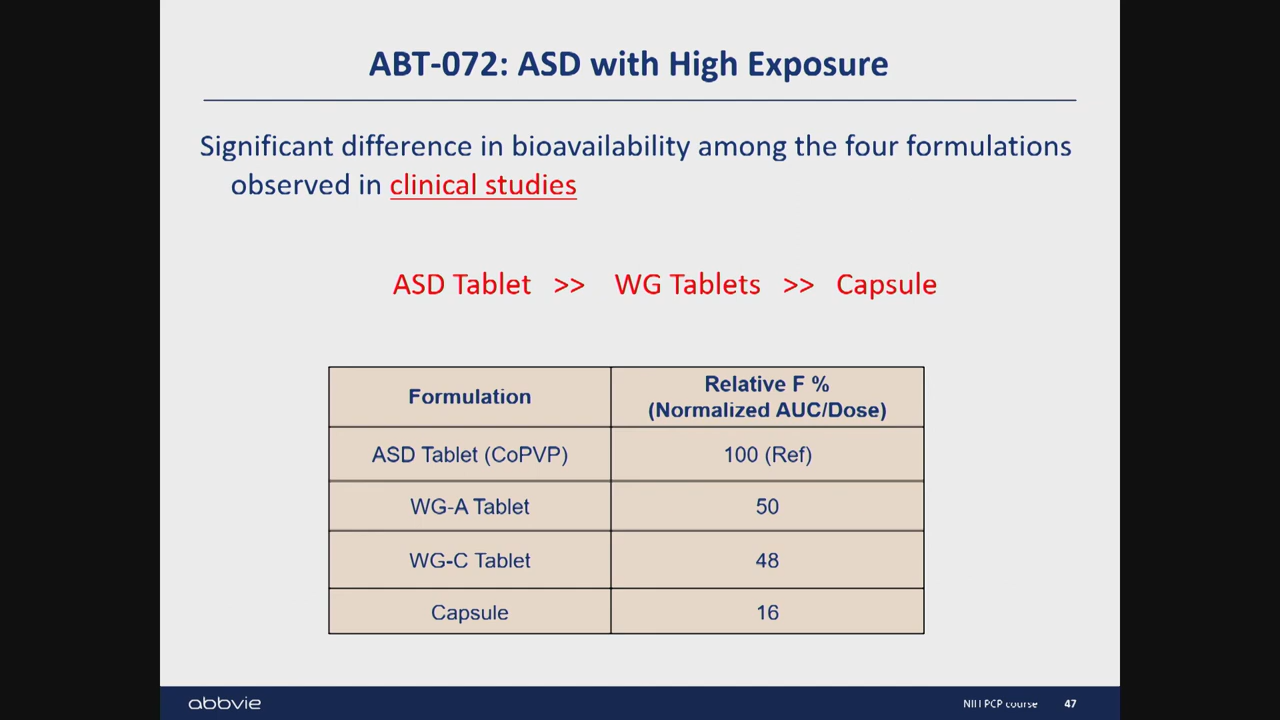 ABT-072: ASD with High Exposure
Significant difference in bioavailability among the four formulations
observed in clinical studies
ASD Tablet >> WG Tablets >> Capsule
Formulation
Relative F %
(Normalized AUC/Dose)
ASD Tablet (CoPVP)
100 (Ref)
WG-A Tablet
50
WG-C Tablet
48
Capsule
16
abbvie
NIH PCP course
47